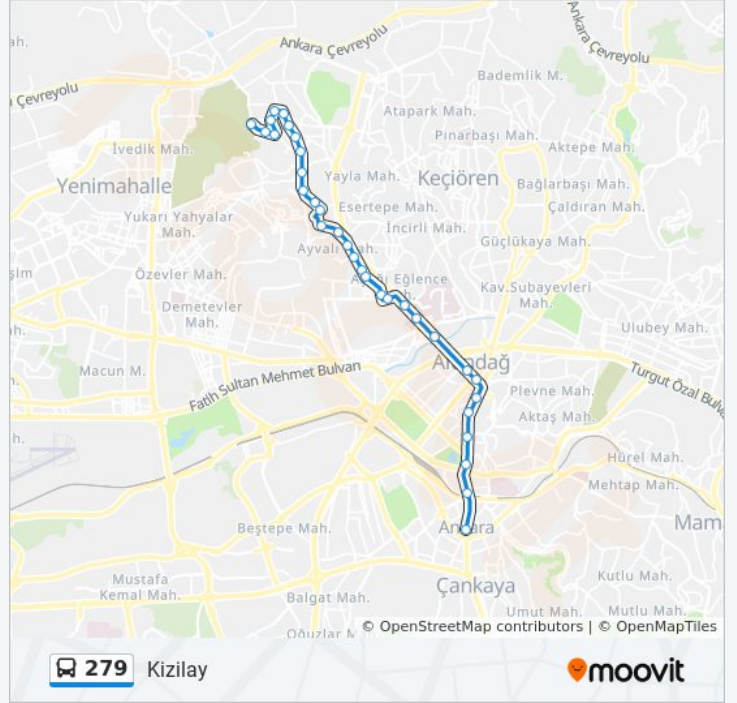 ah.
Ankara Çevreyolu
Ankara Çevreyolu
Bademlik M.
Çevreyolu
Atapark Mah.
Pınarbaşı Mah.
Aktepe Mah.
İvedik Mah.
Yenimahalle
Yayla Mah.
Keçiören
Bağlarbaşı Mah.
Esertepe Mah.
Çaldıran Mah.
Yukarı Yahyalar
Mah.
İncirli Mah.
Güçlükaya Mah.
Ayvalı Mah.
şim
Özevler Mah.
Eğlence
Kav.Subayevleri
Mah.
Demetevler
Mah.
Ulubey Mah.
h.
Macun M.
Fatih Sultan Mehmet Bulvarı
Turgut Özal Bulva
Plevne Mah.
Aktaş Mah.
h.
Hürel Mah.
Mehtap Mah.
Beştepe Mah.
Ankara
Mam
Mustafa
Kemal Mah.
Çankaya
Kutlu Mah.
Balgat Mah.
Umut Mah.
Mutlu Mah.
Oğuzlar M.
© OpenStreetMap contributors | © OpenMapTiles
279 Kizilay
moovit